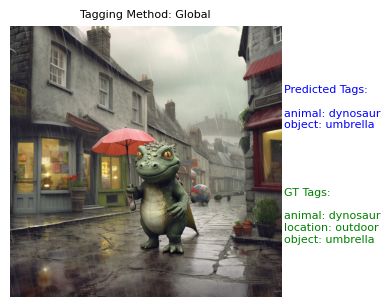 Tagging Method: Global
Predicted Tags:
animal: dynosaur
object: umbrella
GT Tags:
animal: dynosaur
location: outdoor
object: umbrella